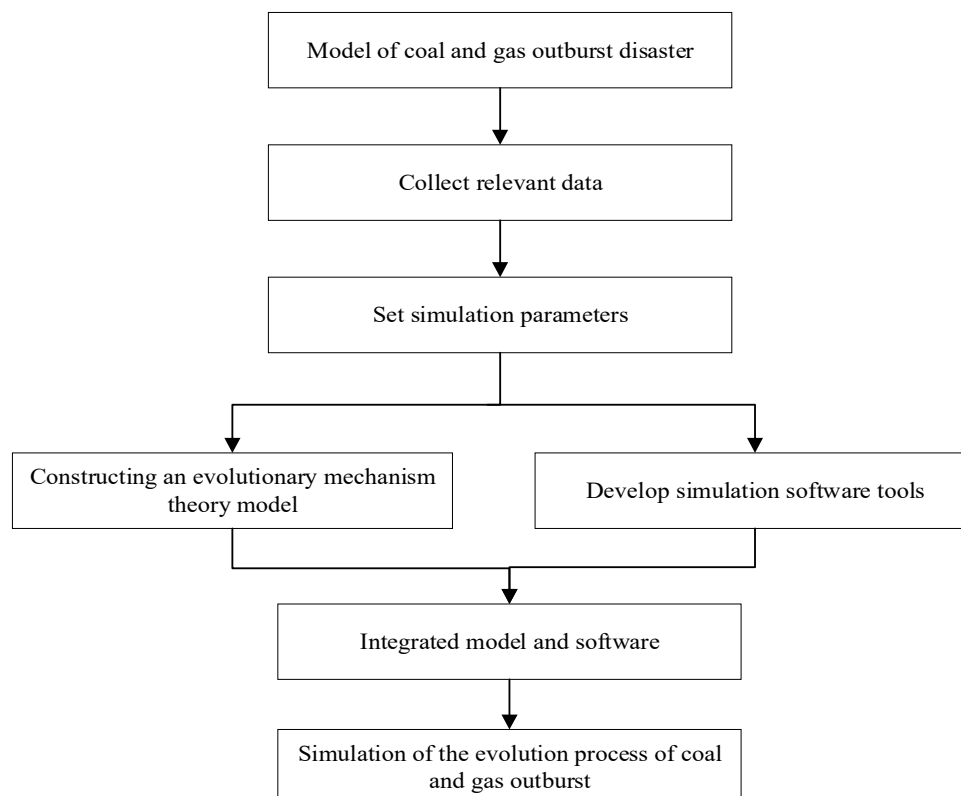 Model of coal and gas outburst disaster
Collect relevant data
Set simulation parameters
Constructing an evolutionary mechanism
theory model
Develop simulation software tools
Integrated model and software
Simulation of the evolution process of coal
and gas outburst